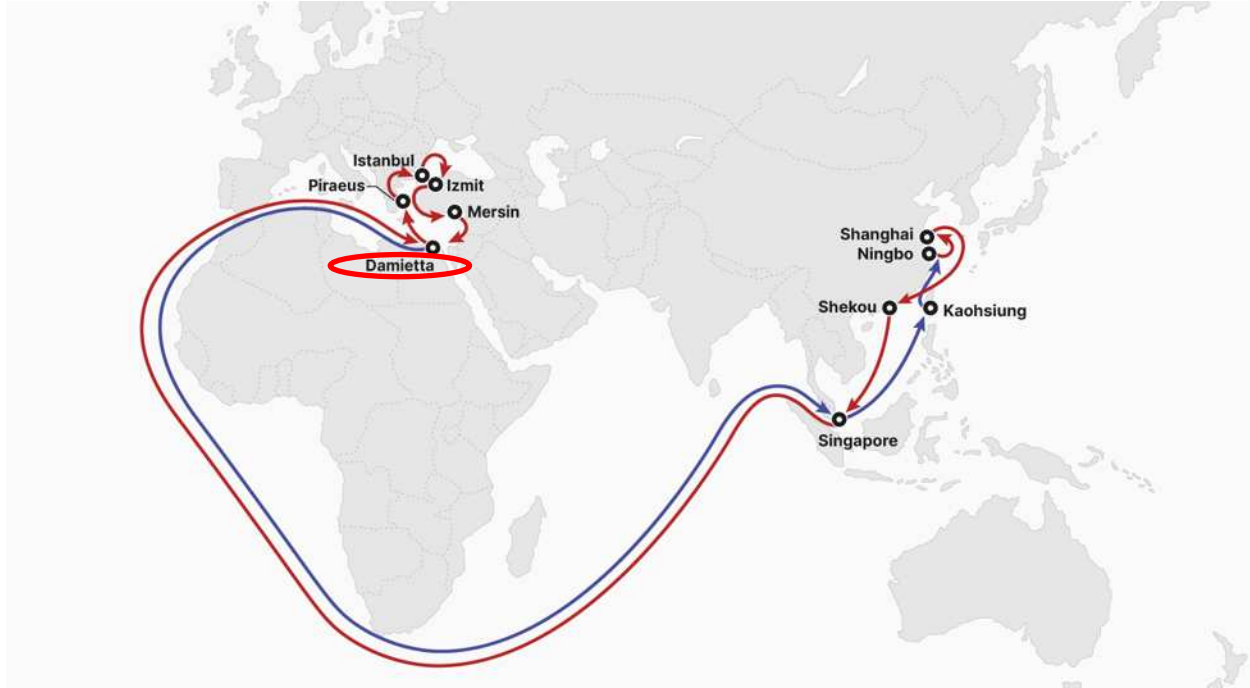 Istanbul
Piraeus
Izmit
Mersin
Damietta
Shanghai
Ningbo
Shekou
Kaohsiung
Singapore